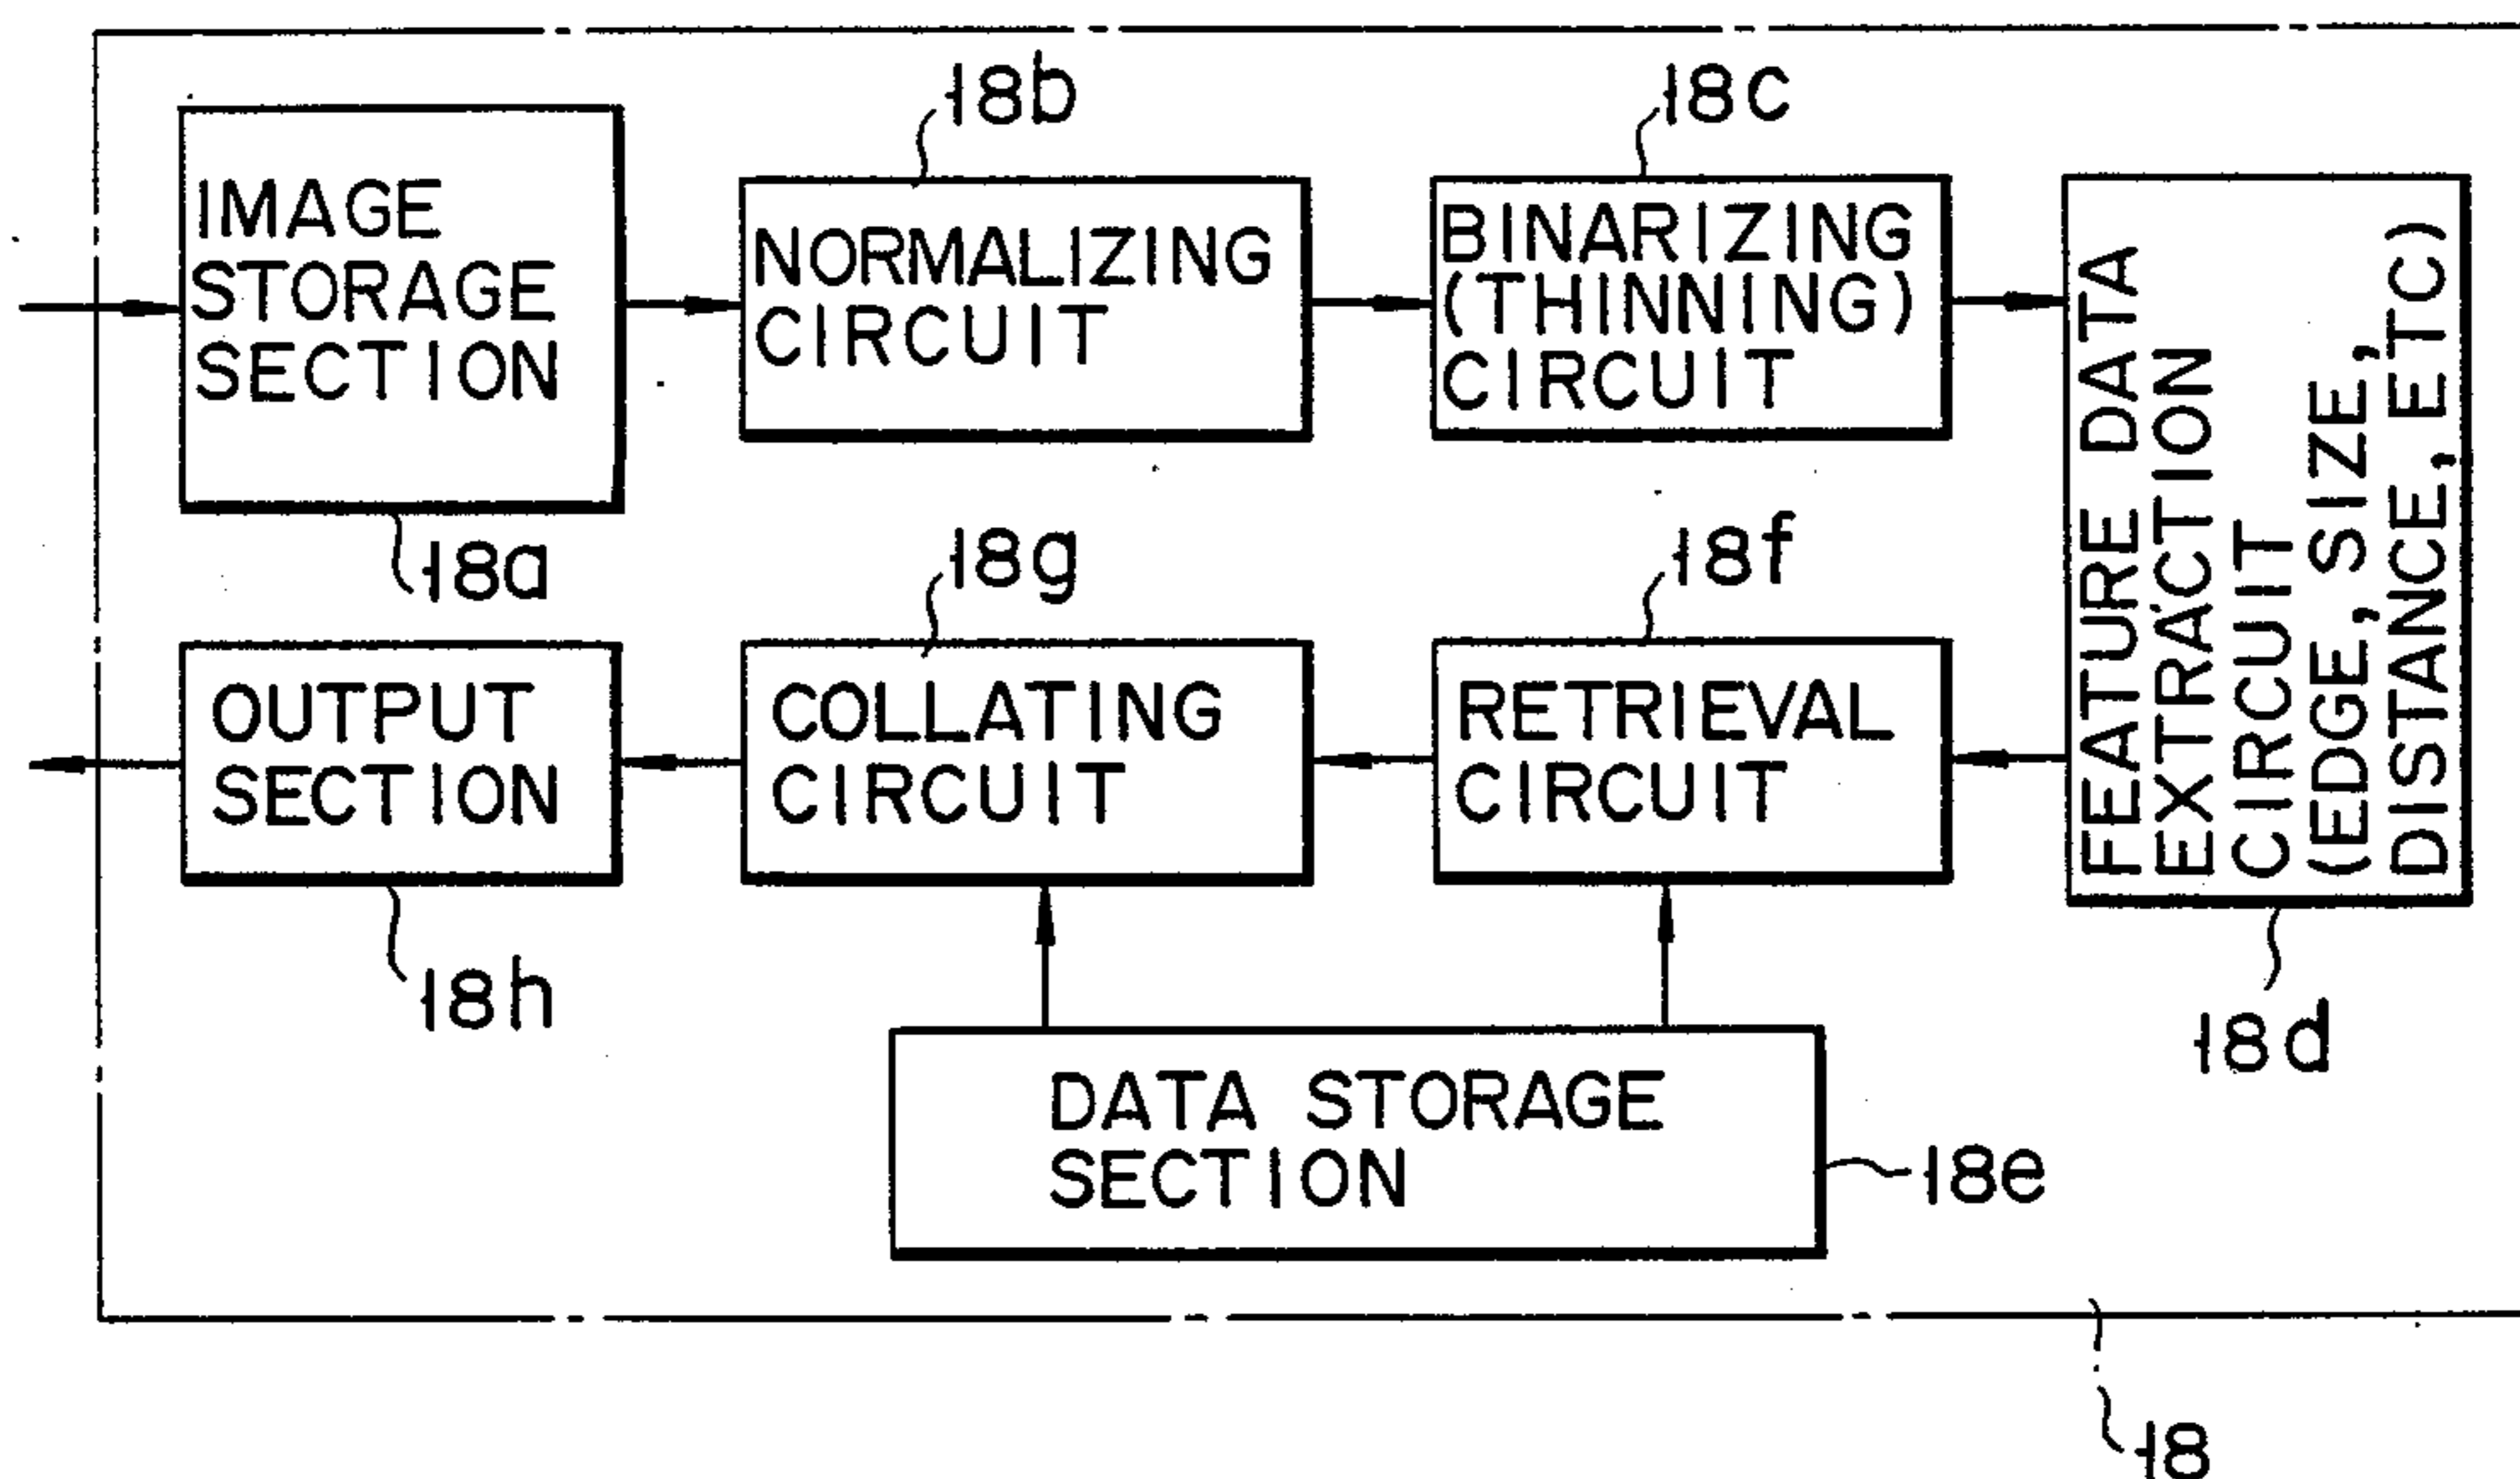 18b
18c
IMAGE
STORAGE
SECTION
NORMALIZING
CIRCUIT
BINARIZING
(THINNING)
CIRCUIT
FEATURE DATA
EXTRACTION
CIRCUIT
(EDGE, SIZE,
DISTANCE, ETC)
18a
18g
18f
OUTPUT
SECTION
COLLATING
CIRCUIT
RETRIEVAL
CIRCUIT
18h
18d
DATA STORAGE
SECTION
18e
18